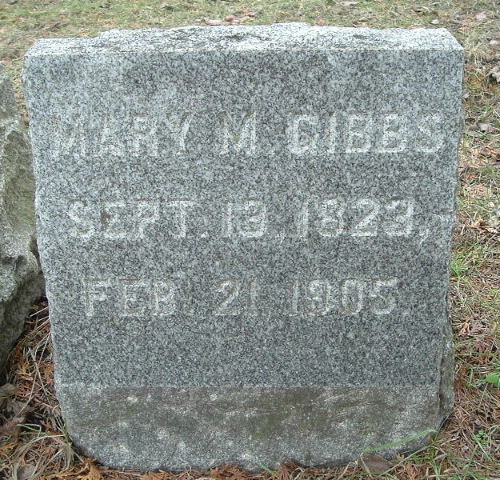 MARY M. GIBBS
SEPT. 13, 1823,
FEB. 21. 1905.